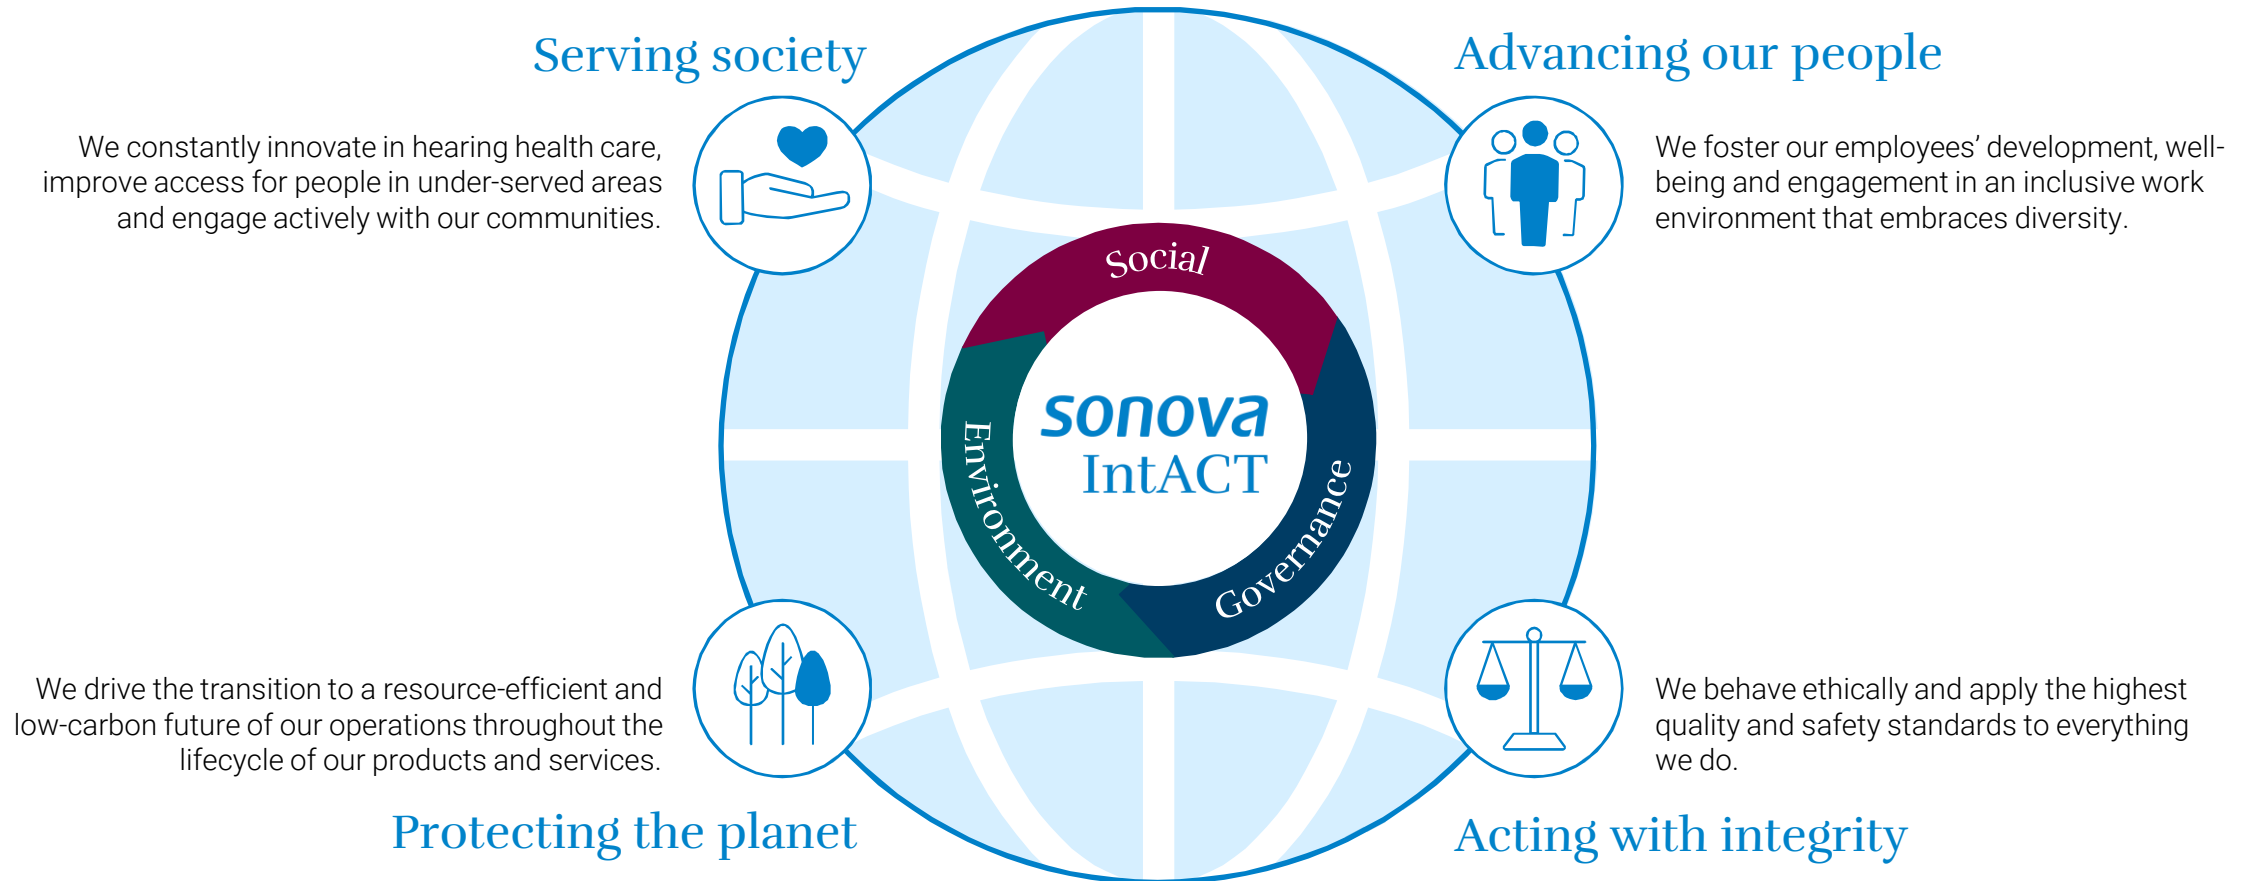 Serving society
We constantly innovate in hearing health care,
improve access for people in under-served areas
and engage actively with our communities.
Advancing our people
We foster our employees’ development, well-
being and engagement in an inclusive work
environment that embraces diversity.
Social
Environment
Governance
sonova
IntACT
We drive the transition to a resource-efficient and
low-carbon future of our operations throughout the
lifecycle of our products and services.
Protecting the planet
We behave ethically and apply the highest
quality and safety standards to everything
we do.
Acting with integrity